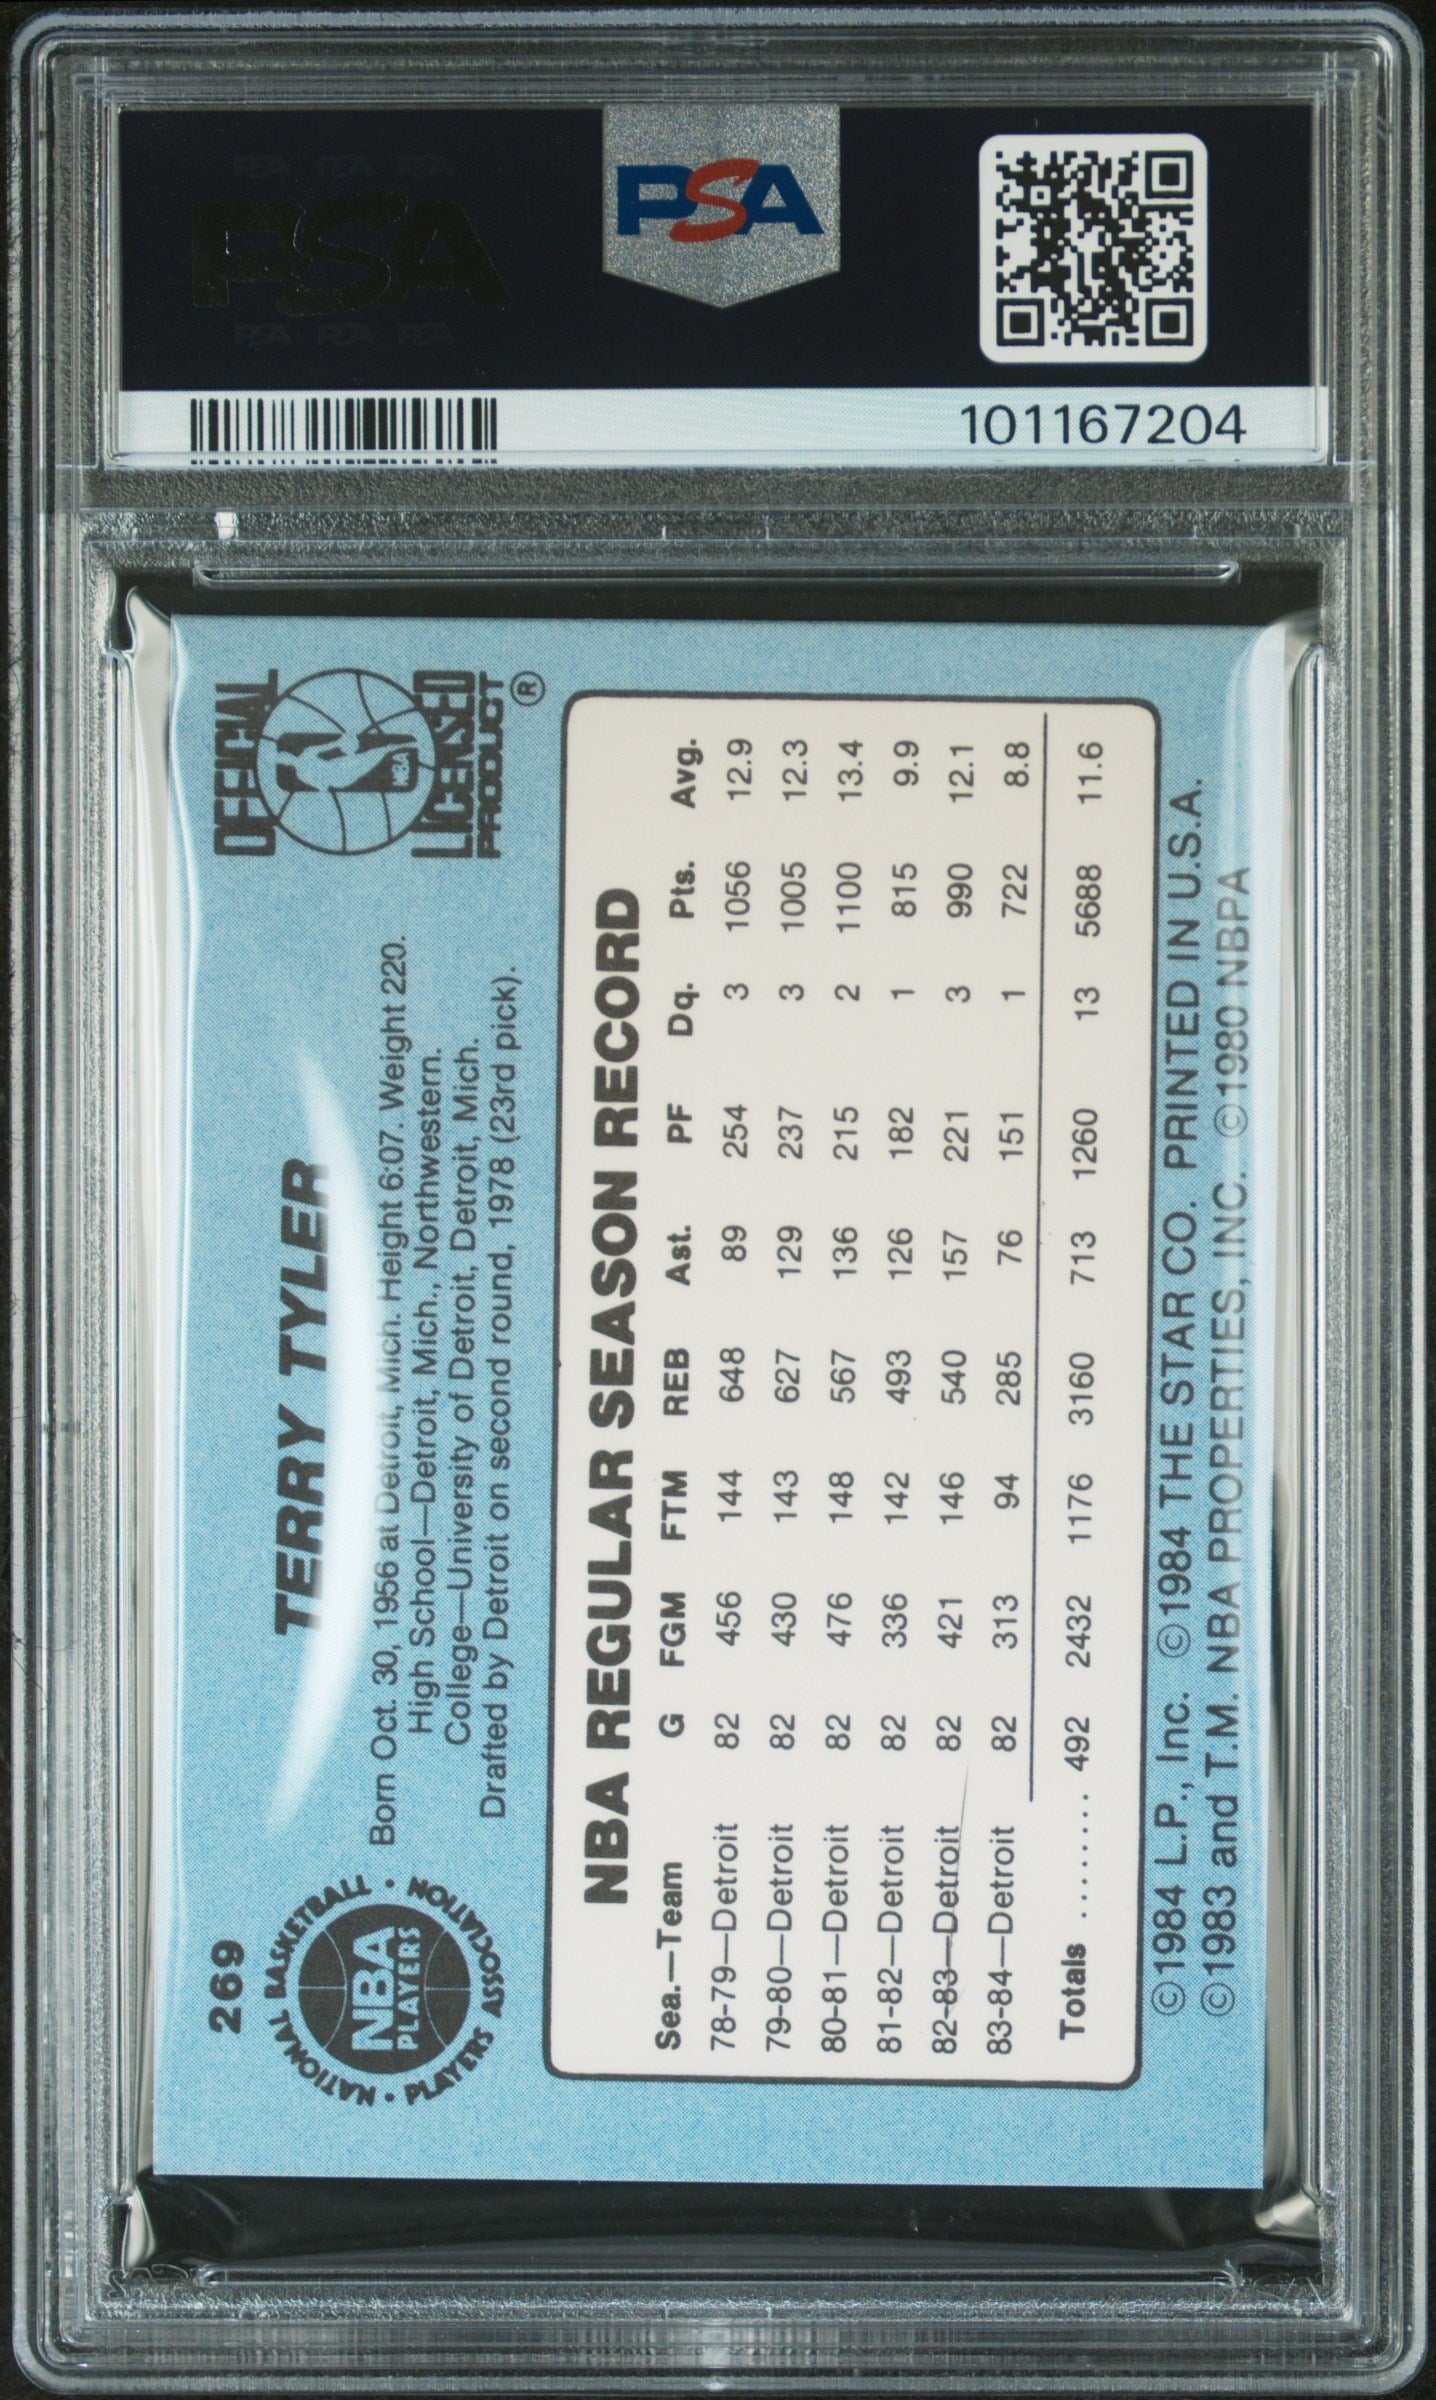 PSA
PSA PSA PSA
PSA
PSA PSA PSA
101167204
269
NATIONAL BASKETBALL • PLAYERS ASSOCIATION •
NBA
PLAYERS
TERRY TYLER
Born Oct. 30, 1956 at Detroit, Mich. Height 6:07. Weight 220.
High School—Detroit, Mich., Northwestern.
College—University of Detroit, Detroit, Mich.
Drafted by Detroit on second round, 1978 (23rd pick).
OFFICIAL
NBA
LICENSED
PRODUCT
®
NBA REGULAR SEASON RECORD
Sea.—Team G FGM FTM REB Ast. PF Dq. Pts. Avg.
78-79—Detroit 82 456 144 648 89 254 3 1056 12.9
79-80—Detroit 82 430 143 627 129 237 3 1005 12.3
80-81—Detroit 82 476 148 567 136 215 2 1100 13.4
81-82—Detroit 82 336 142 493 126 182 1 815 9.9
82-83—Detroit 82 421 146 540 157 221 3 990 12.1
83-84—Detroit 82 313 94 285 76 151 1 722 8.8
Totals ........ 492 2432 1176 3160 713 1260 13 5688 11.6
©1984 L.P., Inc. ©1984 THE STAR CO. PRINTED IN U.S.A.
©1983 and T.M. NBA PROPERTIES, INC. ©1980 NBPA